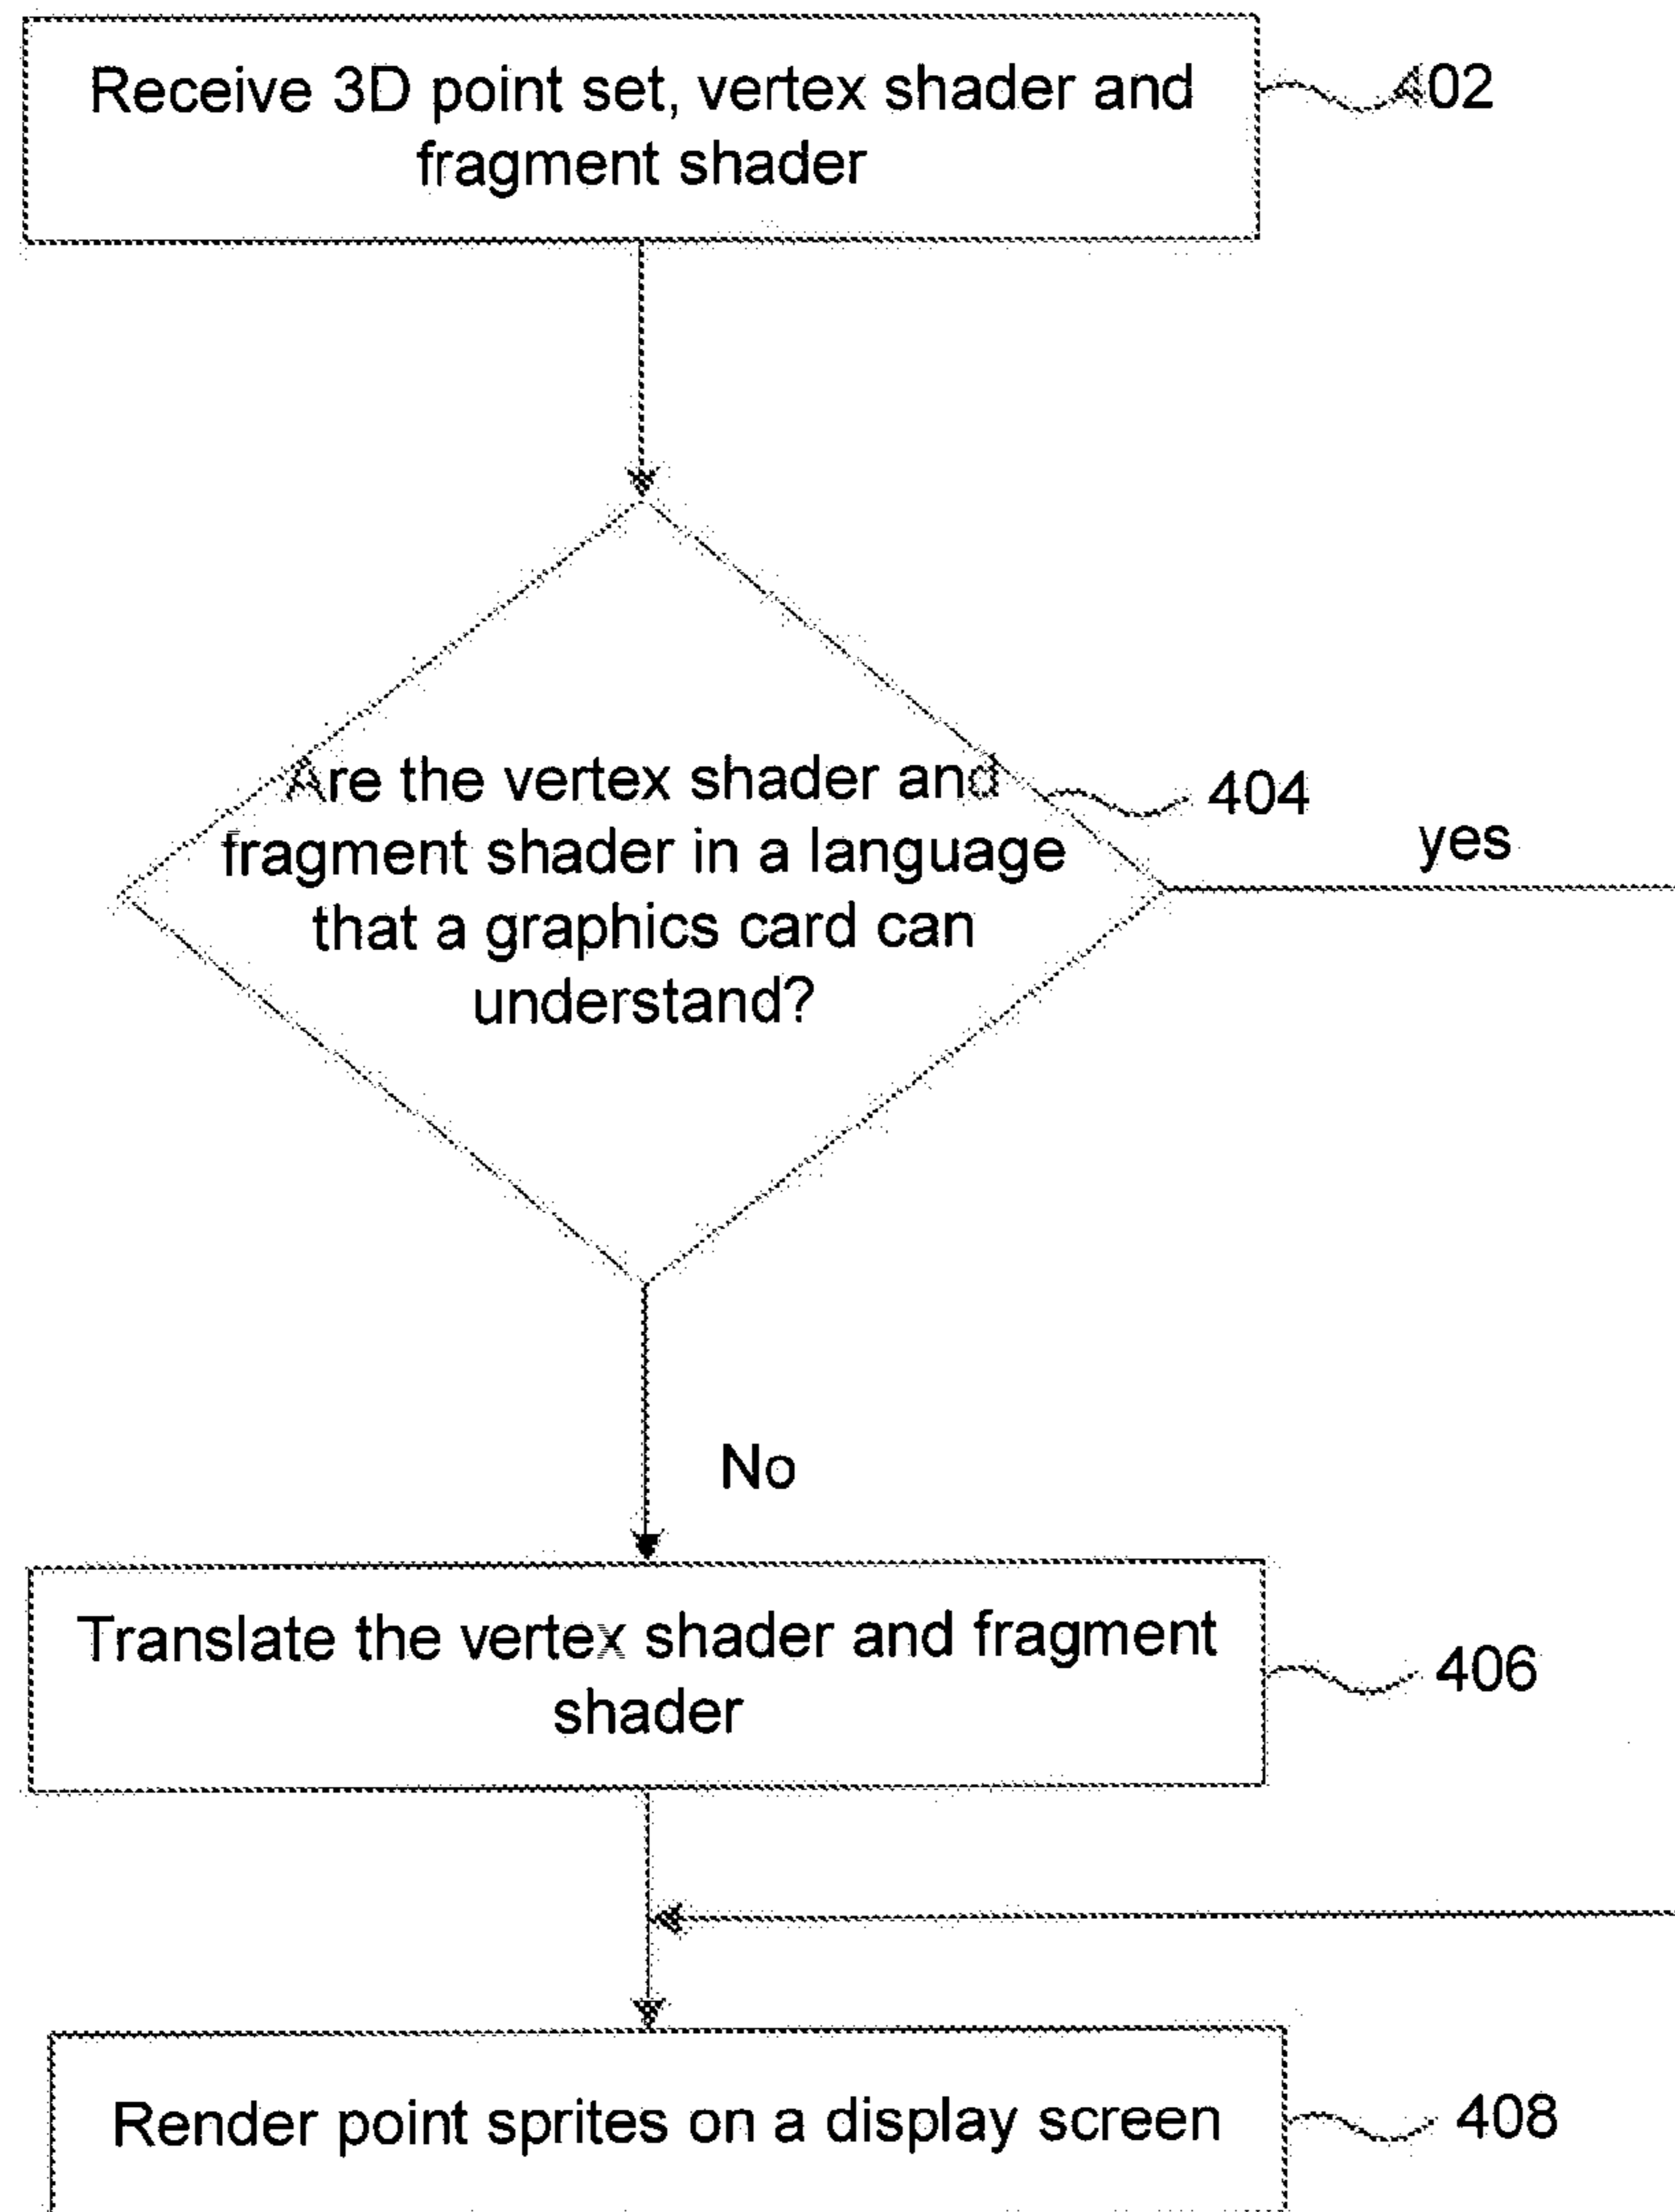 Receive 3D point set, vertex shader and
fragment shader
402
Are the vertex shader and
fragment shader in a language
that a graphics card can
understand?
404
yes
No
Translate the vertex shader and fragment
shader
406
Render point sprites on a display screen
408